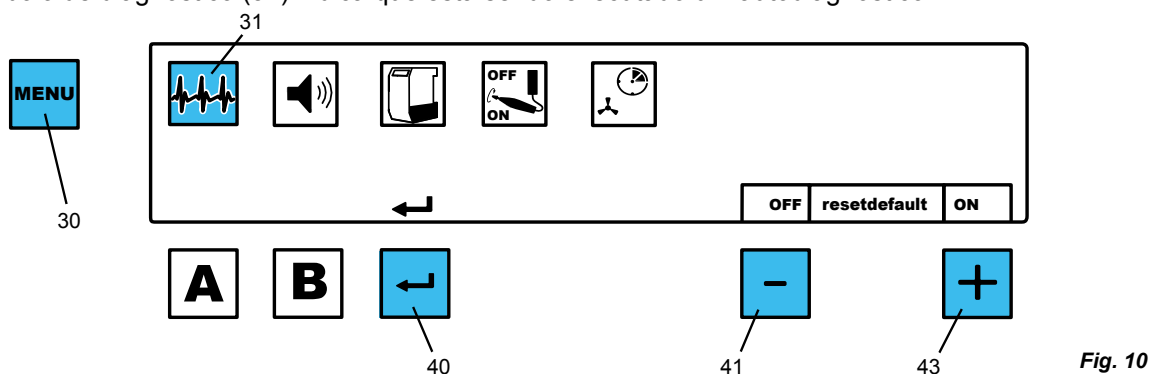 31
MENU
OFF
ON
30
OFF resetdefault ON
A B - +
40 41 43
Fig. 10